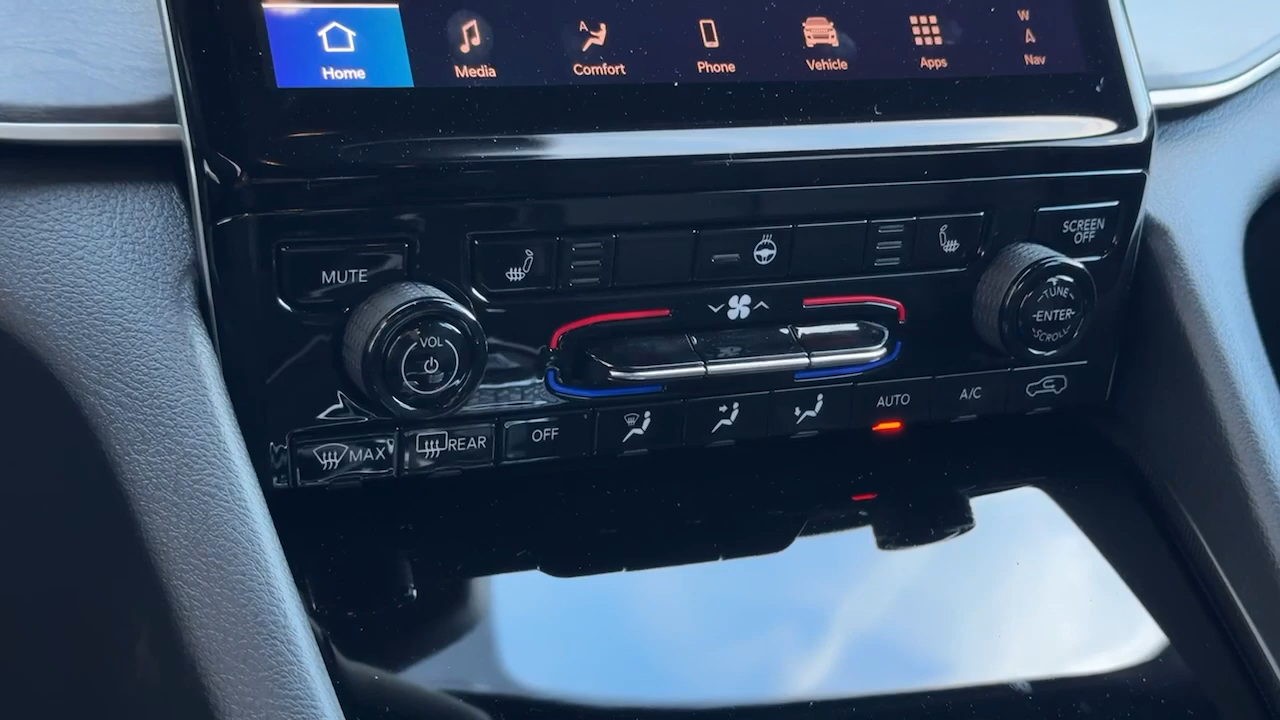 Home
Media
A
Comfort
Phone
Vehicle
Apps
W
Nav
MUTE
SCREEN
OFF
VOL
TUNE
ENTER
SCROLL
MAX
REAR
OFF
AUTO
A/C